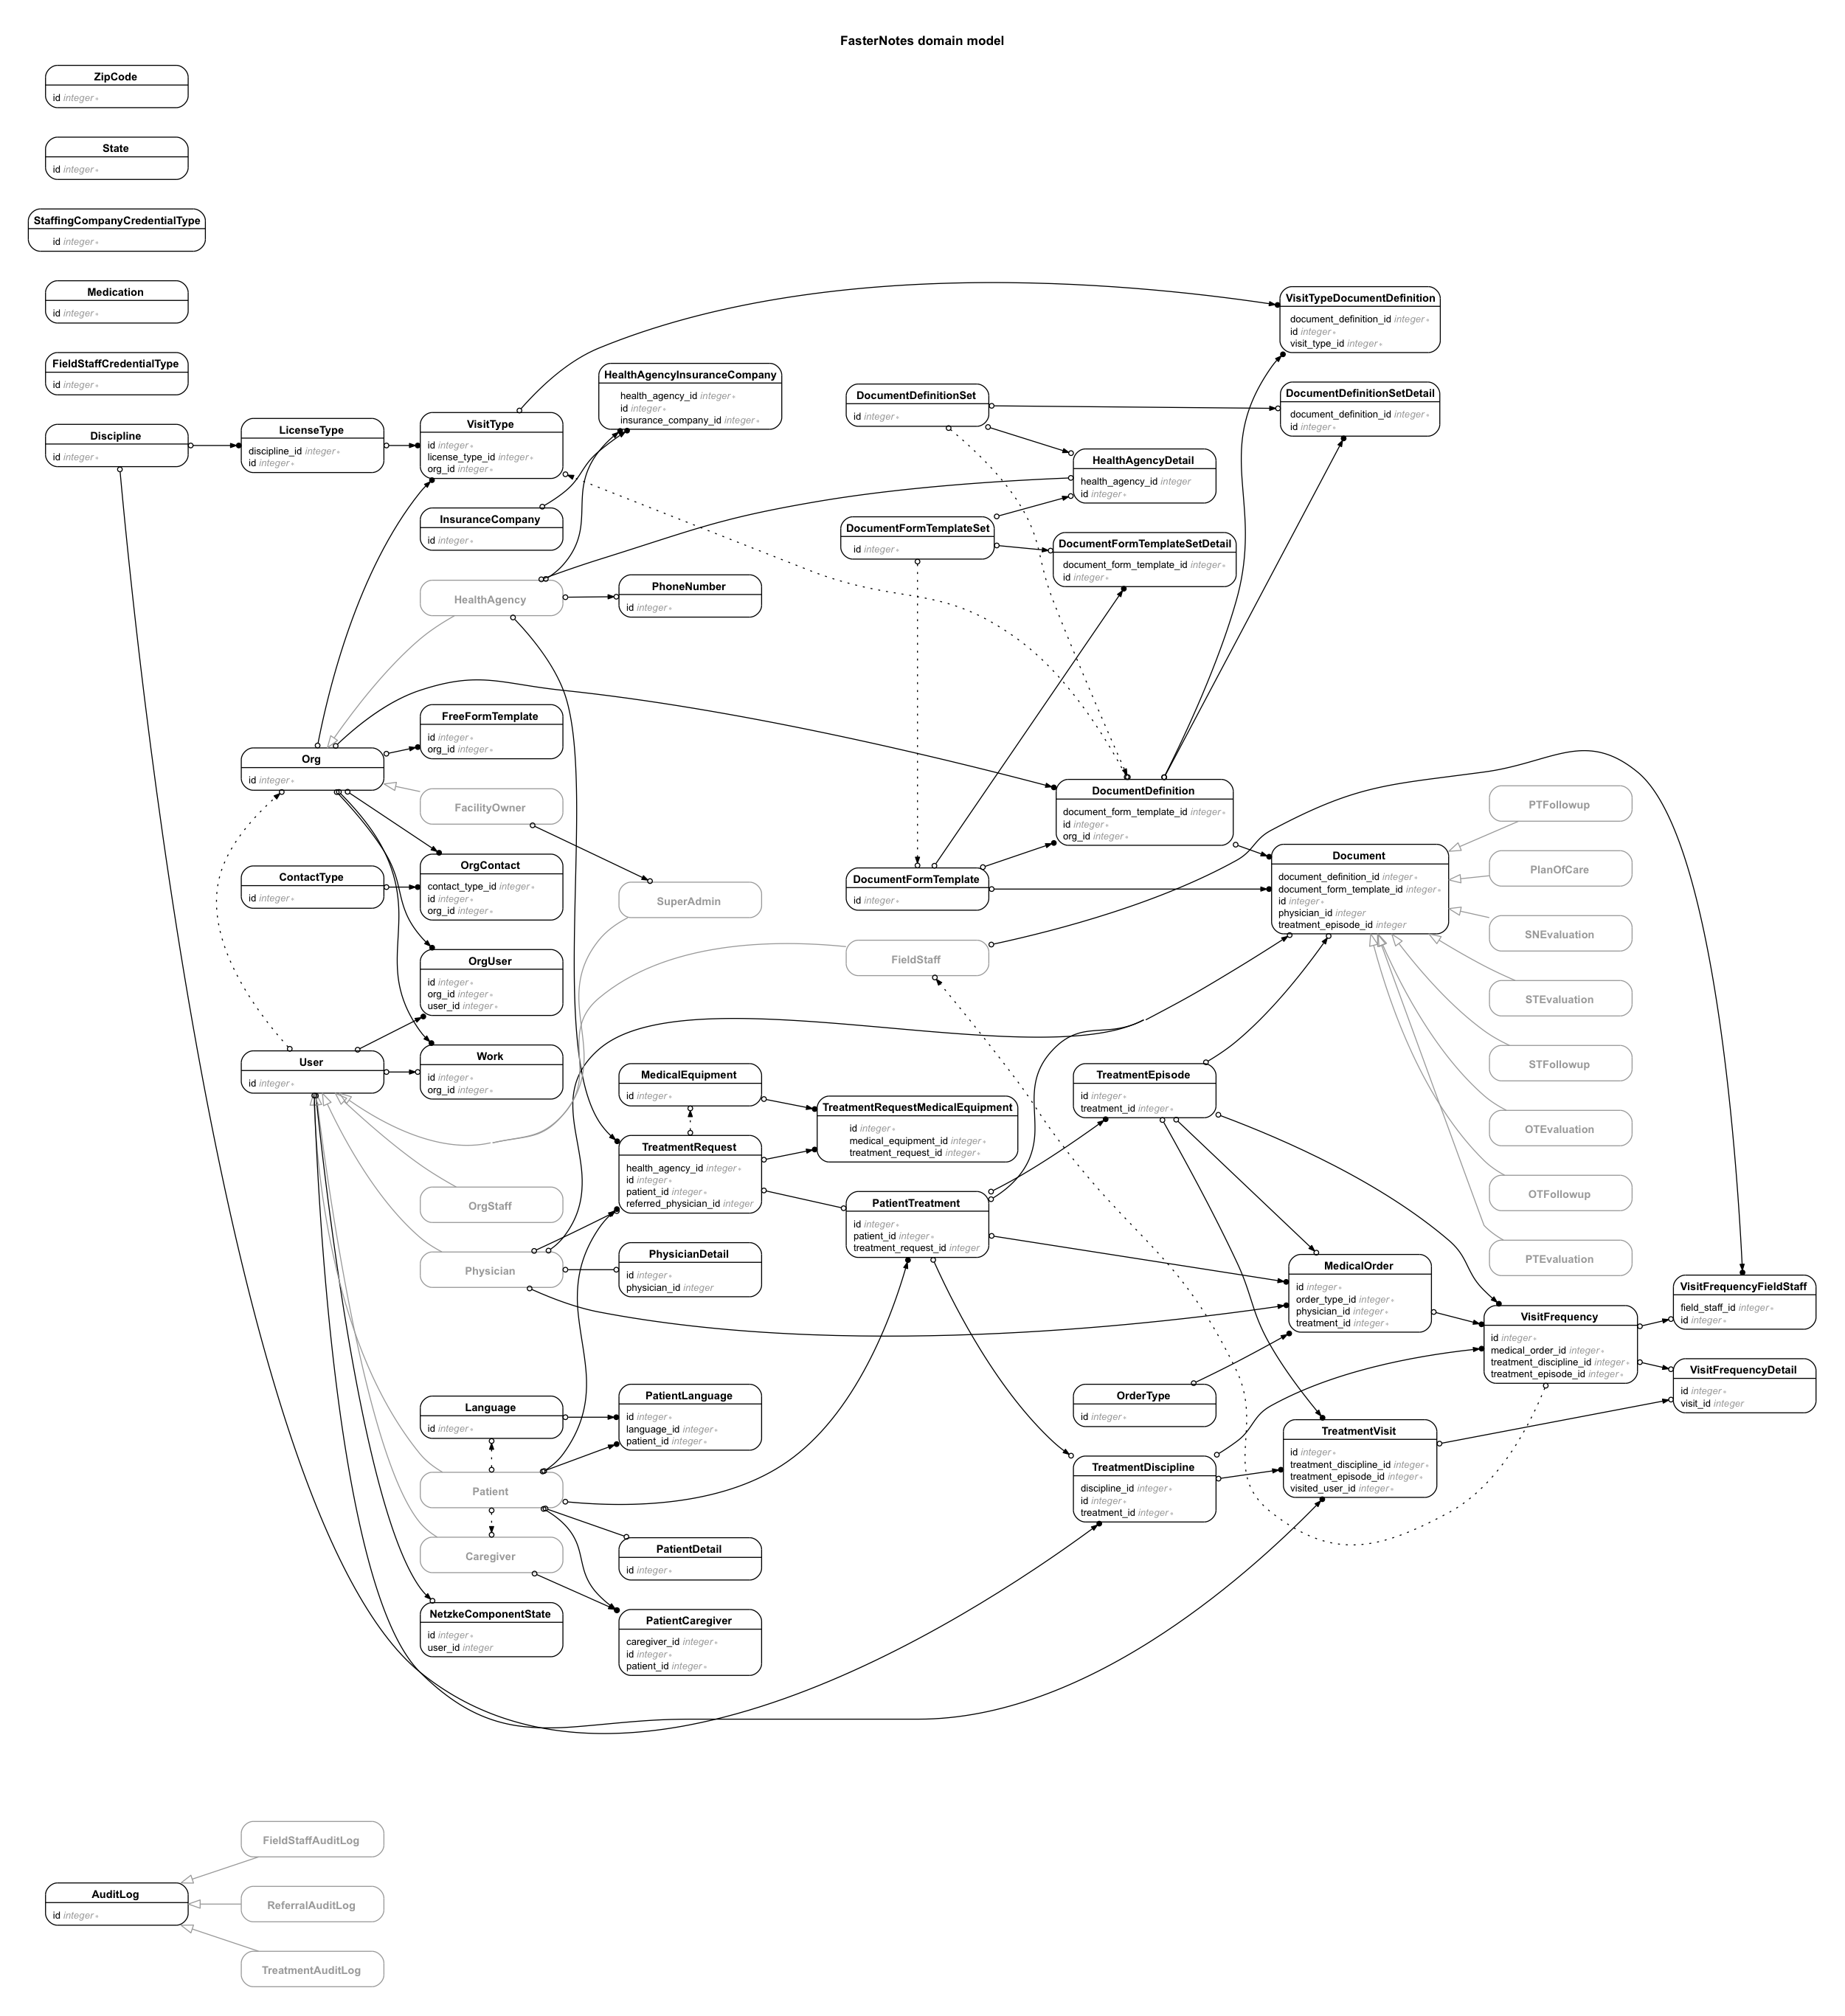 FasterNotes domain model
ZipCode
id integer ∗
State
id integer ∗
StaffingCompanyCredentialType
id integer ∗
Medication
id integer ∗
FieldStaffCredentialType
id integer ∗
Discipline
id integer ∗
LicenseType
discipline_id integer ∗
id integer ∗
VisitType
id integer ∗
license_type_id integer ∗
org_id integer ∗
HealthAgencyInsuranceCompany
health_agency_id integer ∗
id integer ∗
insurance_company_id integer ∗
DocumentDefinitionSet
id integer ∗
VisitTypeDocumentDefinition
document_definition_id integer ∗
id integer ∗
visit_type_id integer ∗
DocumentDefinitionSetDetail
document_definition_id integer ∗
id integer ∗
HealthAgencyDetail
health_agency_id integer
id integer ∗
InsuranceCompany
id integer ∗
DocumentFormTemplateSet
id integer ∗
DocumentFormTemplateSetDetail
document_form_template_id integer ∗
id integer ∗
HealthAgency
PhoneNumber
id integer ∗
FreeFormTemplate
id integer ∗
org_id integer ∗
Org
id integer ∗
FacilityOwner
DocumentDefinition
document_form_template_id integer ∗
id integer ∗
org_id integer ∗
PTFollowup
ContactType
id integer ∗
OrgContact
contact_type_id integer ∗
id integer ∗
org_id integer ∗
SuperAdmin
DocumentFormTemplate
id integer ∗
Document
document_definition_id integer ∗
document_form_template_id integer ∗
id integer ∗
physician_id integer
treatment_episode_id integer
PlanOfCare
SNEvaluation
FieldStaff
OrgUser
id integer ∗
org_id integer ∗
user_id integer ∗
STEvaluation
User
id integer ∗
Work
id integer ∗
org_id integer ∗
MedicalEquipment
id integer ∗
TreatmentRequestMedicalEquipment
id integer ∗
medical_equipment_id integer ∗
treatment_request_id integer ∗
TreatmentEpisode
id integer ∗
treatment_id integer ∗
STFollowup
OTEvaluation
TreatmentRequest
health_agency_id integer ∗
id integer ∗
patient_id integer ∗
referred_physician_id integer
OrgStaff
PatientTreatment
id integer ∗
patient_id integer ∗
treatment_request_id integer
OTFollowup
Physician
PhysicianDetail
id integer ∗
physician_id integer
PTEvaluation
MedicalOrder
id integer ∗
order_type_id integer ∗
physician_id integer ∗
treatment_id integer ∗
VisitFrequencyFieldStaff
field_staff_id integer ∗
id integer ∗
VisitFrequency
id integer ∗
medical_order_id integer ∗
treatment_discipline_id integer ∗
treatment_episode_id integer ∗
VisitFrequencyDetail
id integer ∗
visit_id integer
Language
id integer ∗
PatientLanguage
id integer ∗
language_id integer ∗
patient_id integer ∗
OrderType
id integer ∗
TreatmentVisit
id integer ∗
treatment_discipline_id integer ∗
treatment_episode_id integer ∗
visited_user_id integer ∗
Patient
TreatmentDiscipline
discipline_id integer ∗
id integer ∗
treatment_id integer ∗
Caregiver
PatientDetail
id integer ∗
NetzkeComponentState
id integer ∗
user_id integer
PatientCaregiver
caregiver_id integer ∗
id integer ∗
patient_id integer ∗
FieldStaffAuditLog
AuditLog
id integer ∗
ReferralAuditLog
TreatmentAuditLog